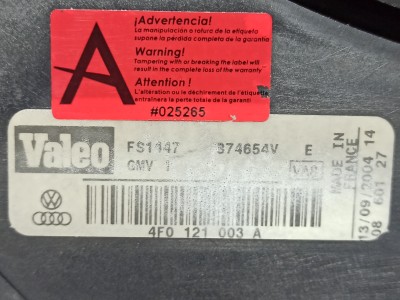 ¡Advertencia!
La manipulación o rotura de la etiqueta
supone la pérdida completa de la garantía
Warning!
Tampering with or breaking the label will
result in the complete loss of the warranty
Attention !
L'altération ou le déchirement de l'étiquette
entraînera la perte totale de la garantie
#025265
A
Valeo
FS1147 874654V E
GMV 1
MADE IN
FRANCE
13/09/2004 14
08 601 27
4F0 121 003 A